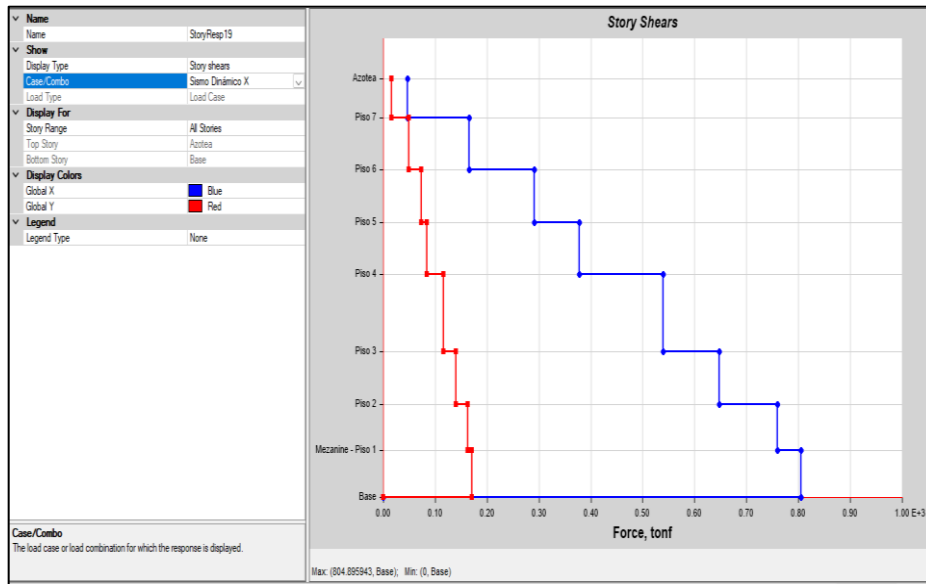 Name
Name StoryResp19
Show
Display Type Story shears
Case/Combo Sismo Dinámico X
Load Type Load Case
Display For
Story Range All Stories
Top Story Azotea
Bottom Story Base
Display Colors
Global X Blue
Global Y Red
Legend
Legend Type None
Case/Combo
The load case or load combination for which the response is displayed.
Story Shears
Azotea
Piso 7
Piso 6
Piso 5
Piso 4
Piso 3
Piso 2
Mezanine - Piso 1
Base
0.00 0.10 0.20 0.30 0.40 0.50 0.60 0.70 0.80 0.90 1.00 E+3
Force, tonf
Max: (804.895943, Base); Min: (0, Base)